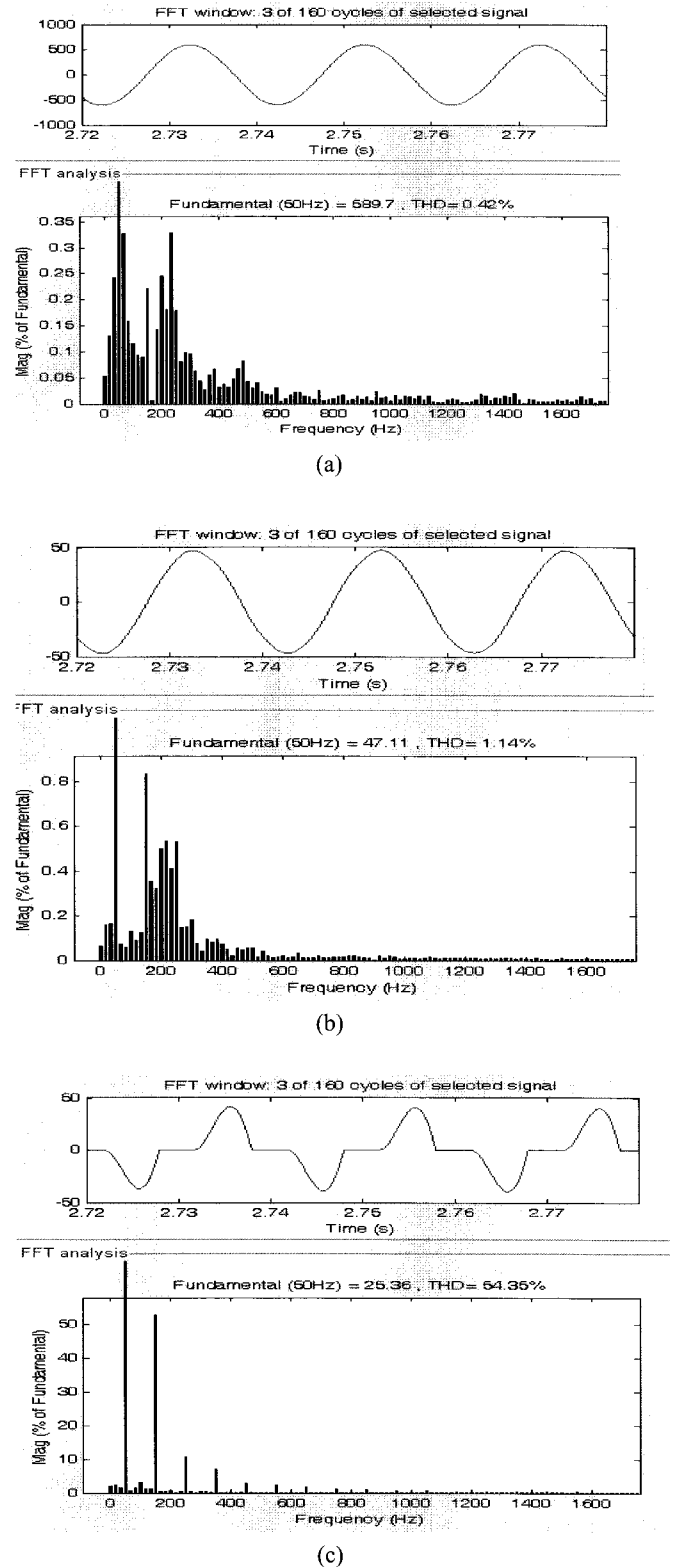 FFT window: 3 of 160 cycles of selected signal
1000
500
0
-500
-1000
2.72 2.73 2.74 2.75 2.76 2.77
Time (s)
FFT analysis
Fundamental (50Hz) = 589.7 , THD= 0.42%
Mag (% of Fundamental)
0.35
0.3
0.25
0.2
0.15
0.1
0.05
0
0 200 400 600 800 1000 1200 1400 1600
Frequency (Hz)
(a)
FFT window: 3 of 160 cycles of selected signal
50
0
-50
2.72 2.73 2.74 2.75 2.76 2.77
Time (s)
FFT analysis
Fundamental (50Hz) = 47.11 , THD= 1.14%
Mag (% of Fundamental)
0.8
0.6
0.4
0.2
0
0 200 400 600 800 1000 1200 1400 1600
Frequency (Hz)
(b)
FFT window: 3 of 160 cycles of selected signal
50
0
-50
2.72 2.73 2.74 2.75 2.76 2.77
Time (s)
FFT analysis
Fundamental (50Hz) = 25.36 , THD= 54.35%
Mag (% of Fundamental)
50
40
30
20
10
0
0 200 400 600 800 1000 1200 1400 1600
Frequency (Hz)
(c)